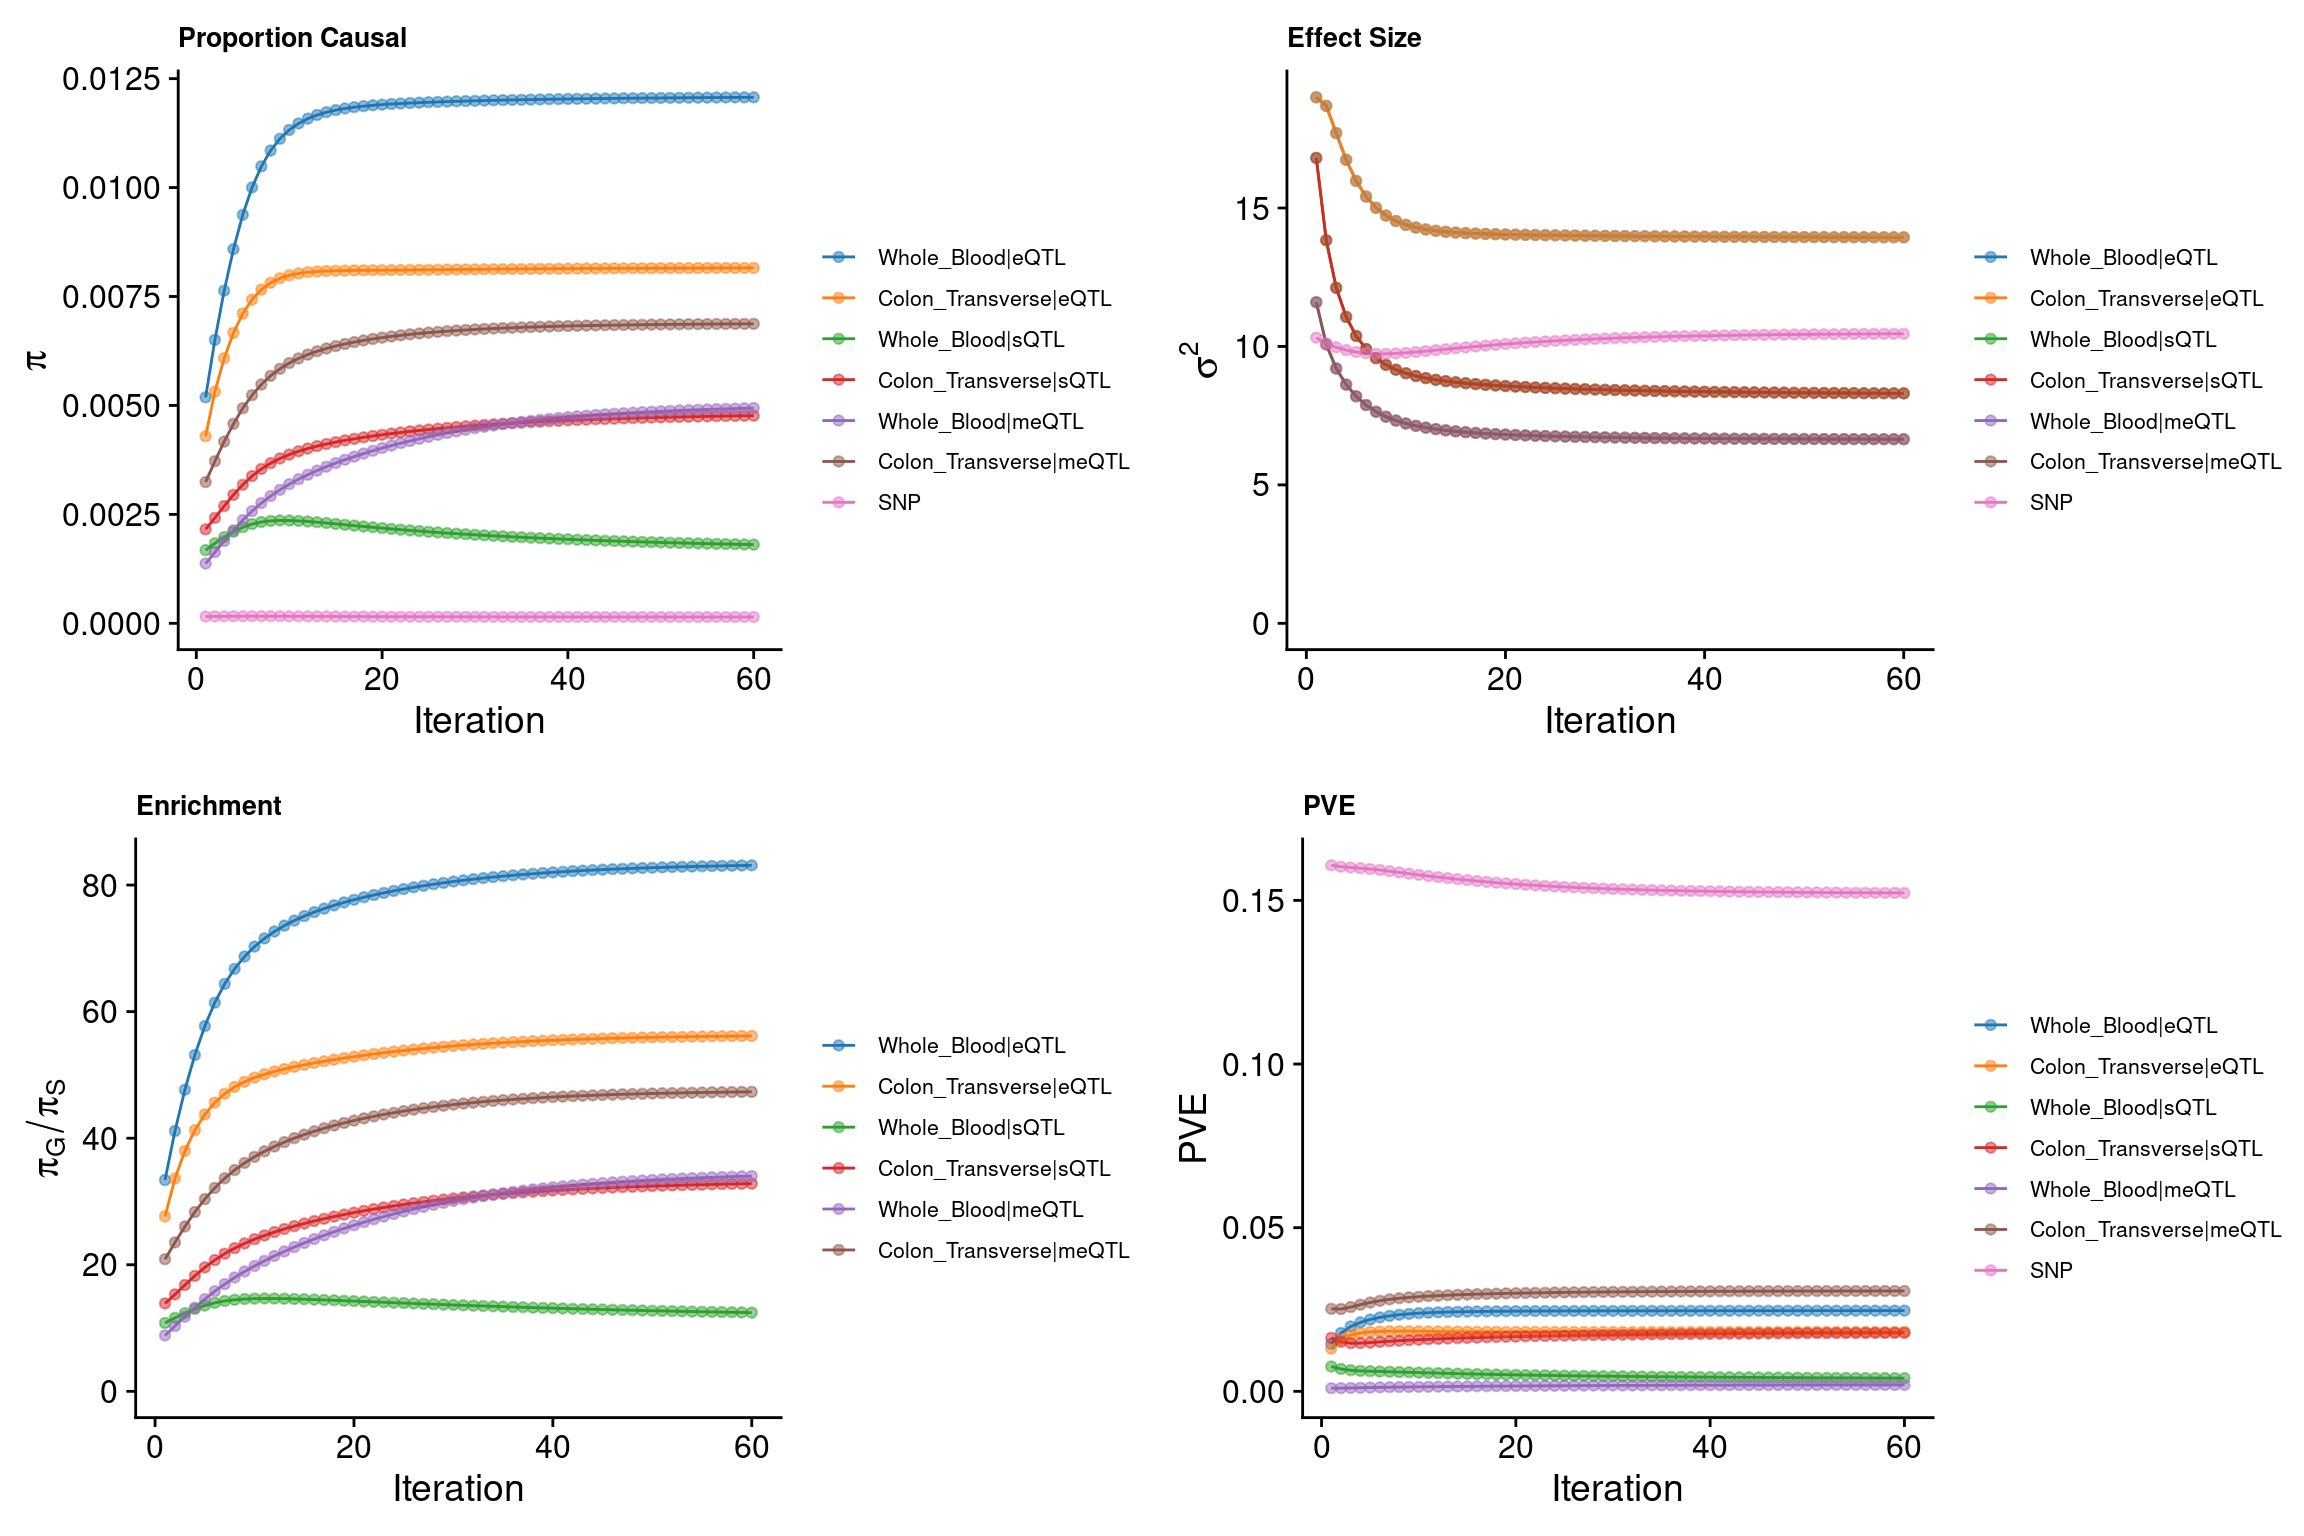 Proportion Causal
0.0125
0.0100
0.0075
0.0050
0.0025
0.0000
π
0 20 40 60
Iteration
Whole_Blood|eQTL
Colon_Transverse|eQTL
Whole_Blood|sQTL
Colon_Transverse|sQTL
Whole_Blood|meQTL
Colon_Transverse|meQTL
SNP
Effect Size
15
10
5
0
σ²
0 20 40 60
Iteration
Whole_Blood|eQTL
Colon_Transverse|eQTL
Whole_Blood|sQTL
Colon_Transverse|sQTL
Whole_Blood|meQTL
Colon_Transverse|meQTL
SNP
Enrichment
80
60
40
20
0
πG/πS
0 20 40 60
Iteration
Whole_Blood|eQTL
Colon_Transverse|eQTL
Whole_Blood|sQTL
Colon_Transverse|sQTL
Whole_Blood|meQTL
Colon_Transverse|meQTL
PVE
0.15
0.10
0.05
0.00
PVE
0 20 40 60
Iteration
Whole_Blood|eQTL
Colon_Transverse|eQTL
Whole_Blood|sQTL
Colon_Transverse|sQTL
Whole_Blood|meQTL
Colon_Transverse|meQTL
SNP